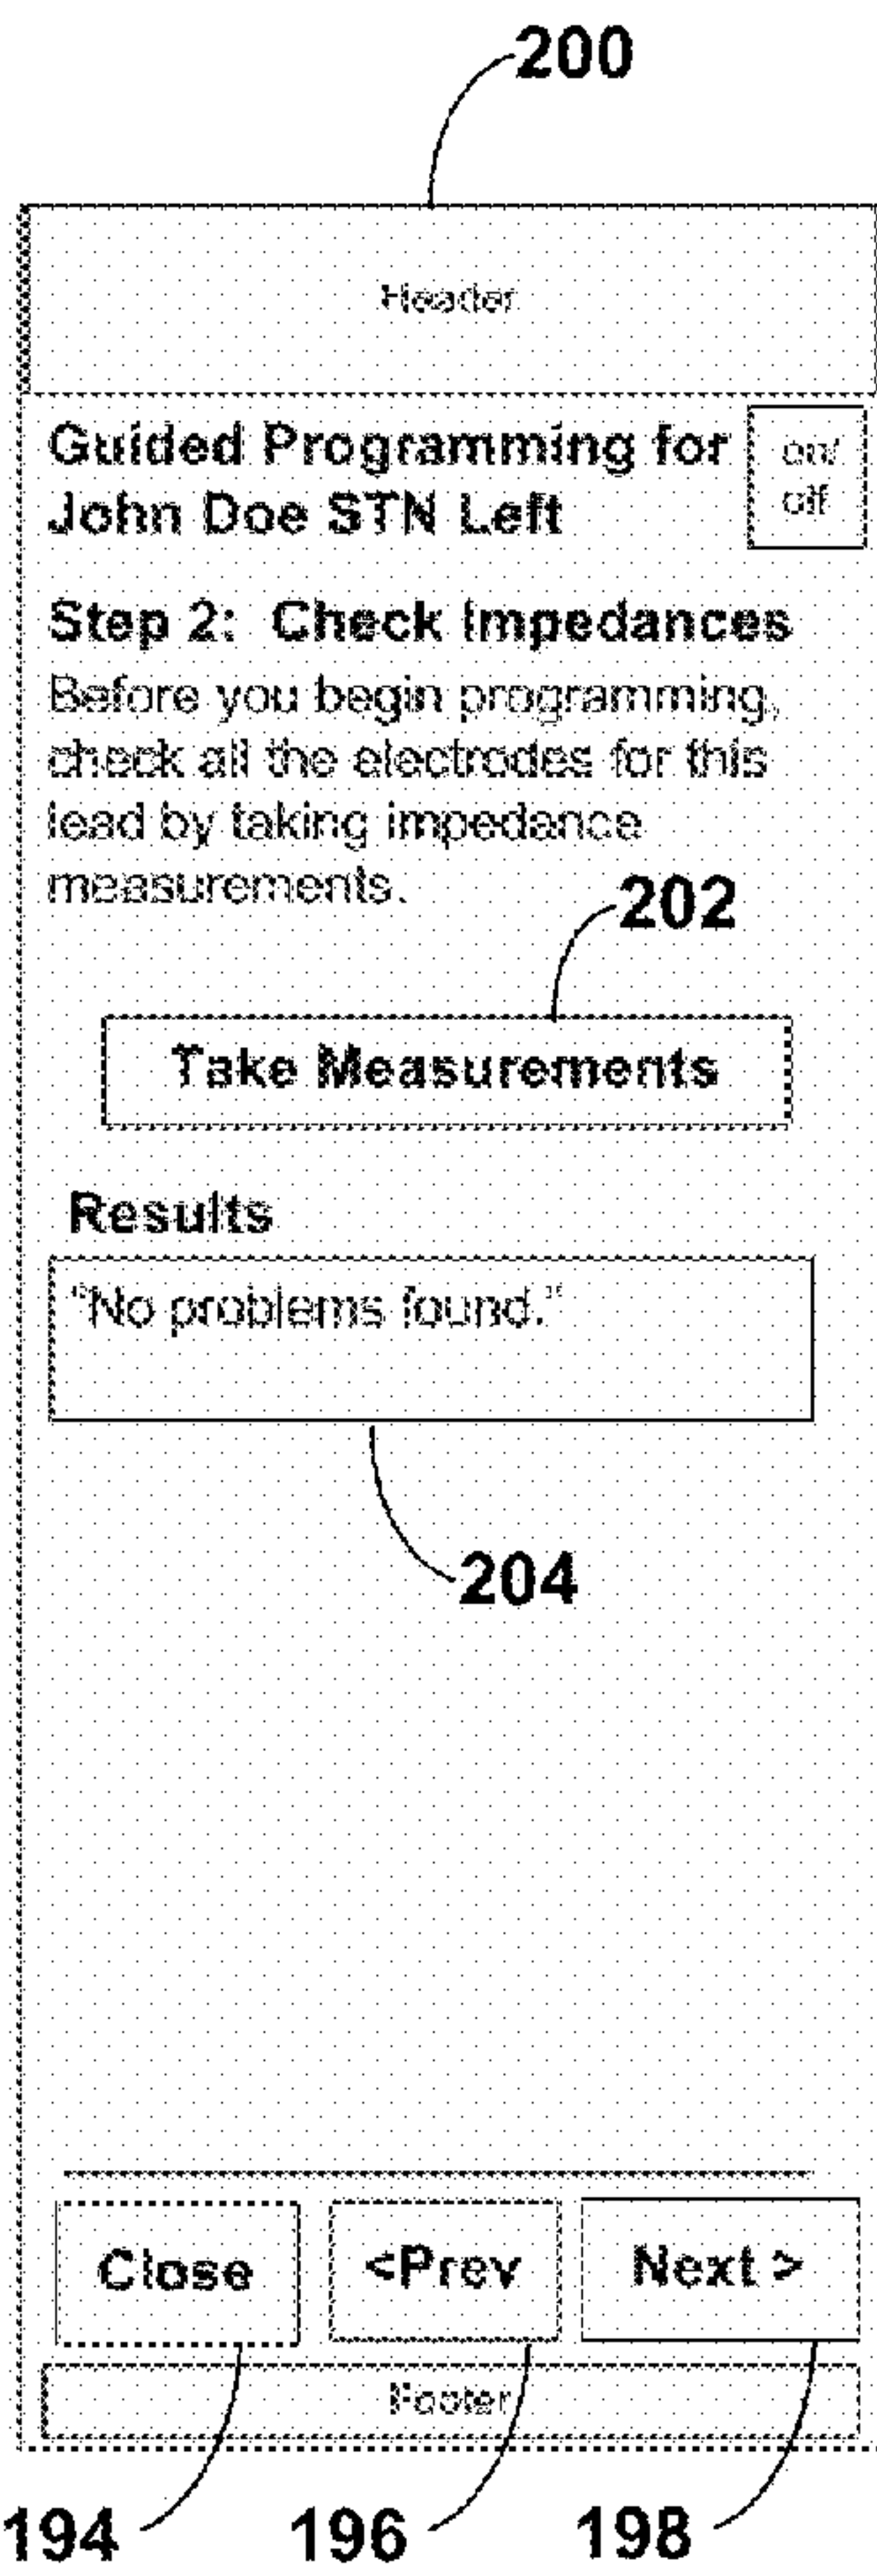 200
Header
Guided Programming for
John Doe STN Left
on/
off
Step 2: Check Impedances
Before you begin programming,
check all the electrodes for this
lead by taking impedance
measurements.
202
Take Measurements
Results
"No problems found."
204
Close
<Prev
Next >
Footer
194
196
198